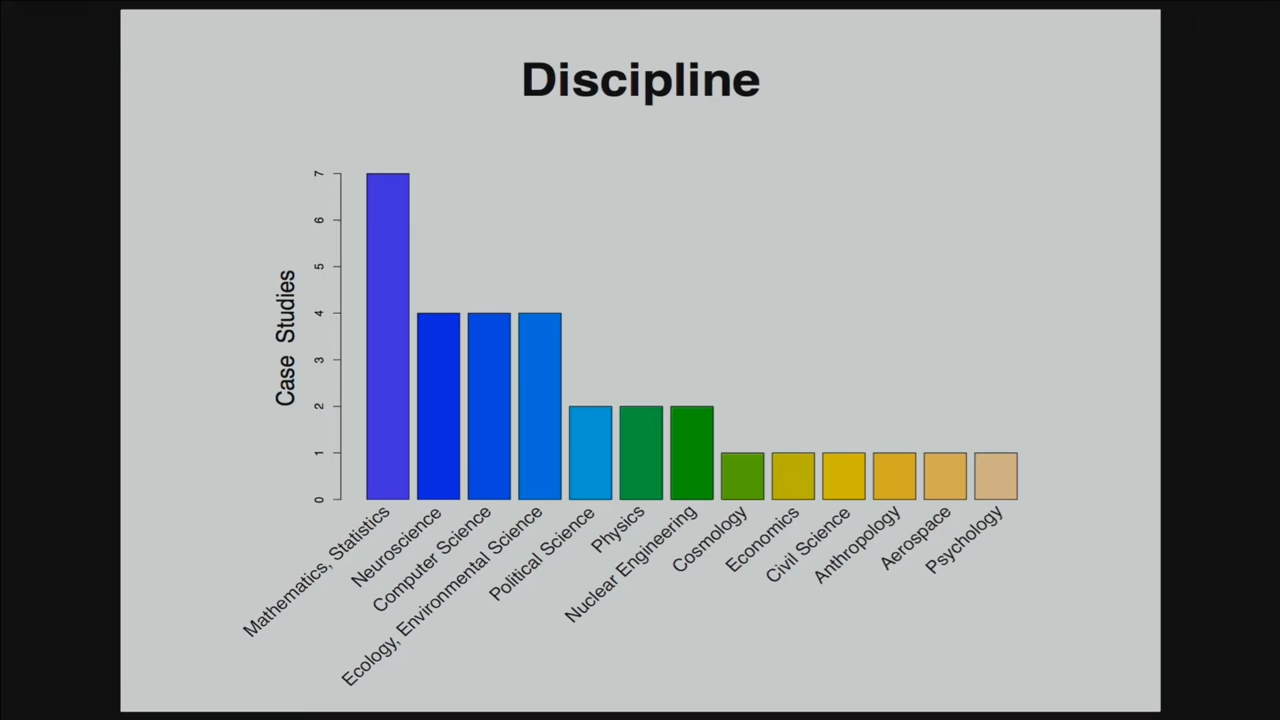 Discipline
Case Studies
7
6
5
4
3
2
1
0
Mathematics, Statistics
Neuroscience
Computer Science
Ecology, Environmental Science
Political Science
Physics
Nuclear Engineering
Cosmology
Economics
Civil Science
Anthropology
Aerospace
Psychology